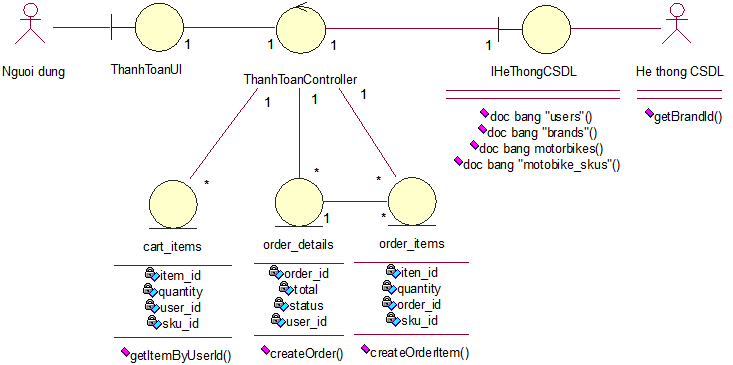 Nguoi dung
ThanhToanUI
1
1
ThanhToanController
1
1
IHeThongCSDL
He thong CSDL
doc bang "users"()
doc bang "brands"()
doc bang motorbikes()
doc bang "motobike_skus"()
getBrandId()
1
1
1
*
*
*
1
*
cart_items
item_id
quantity
user_id
sku_id
getItemByUserId()
order_details
order_id
total
status
user_id
createOrder()
order_items
iten_id
quantity
order_id
sku_id
createOrderItem()